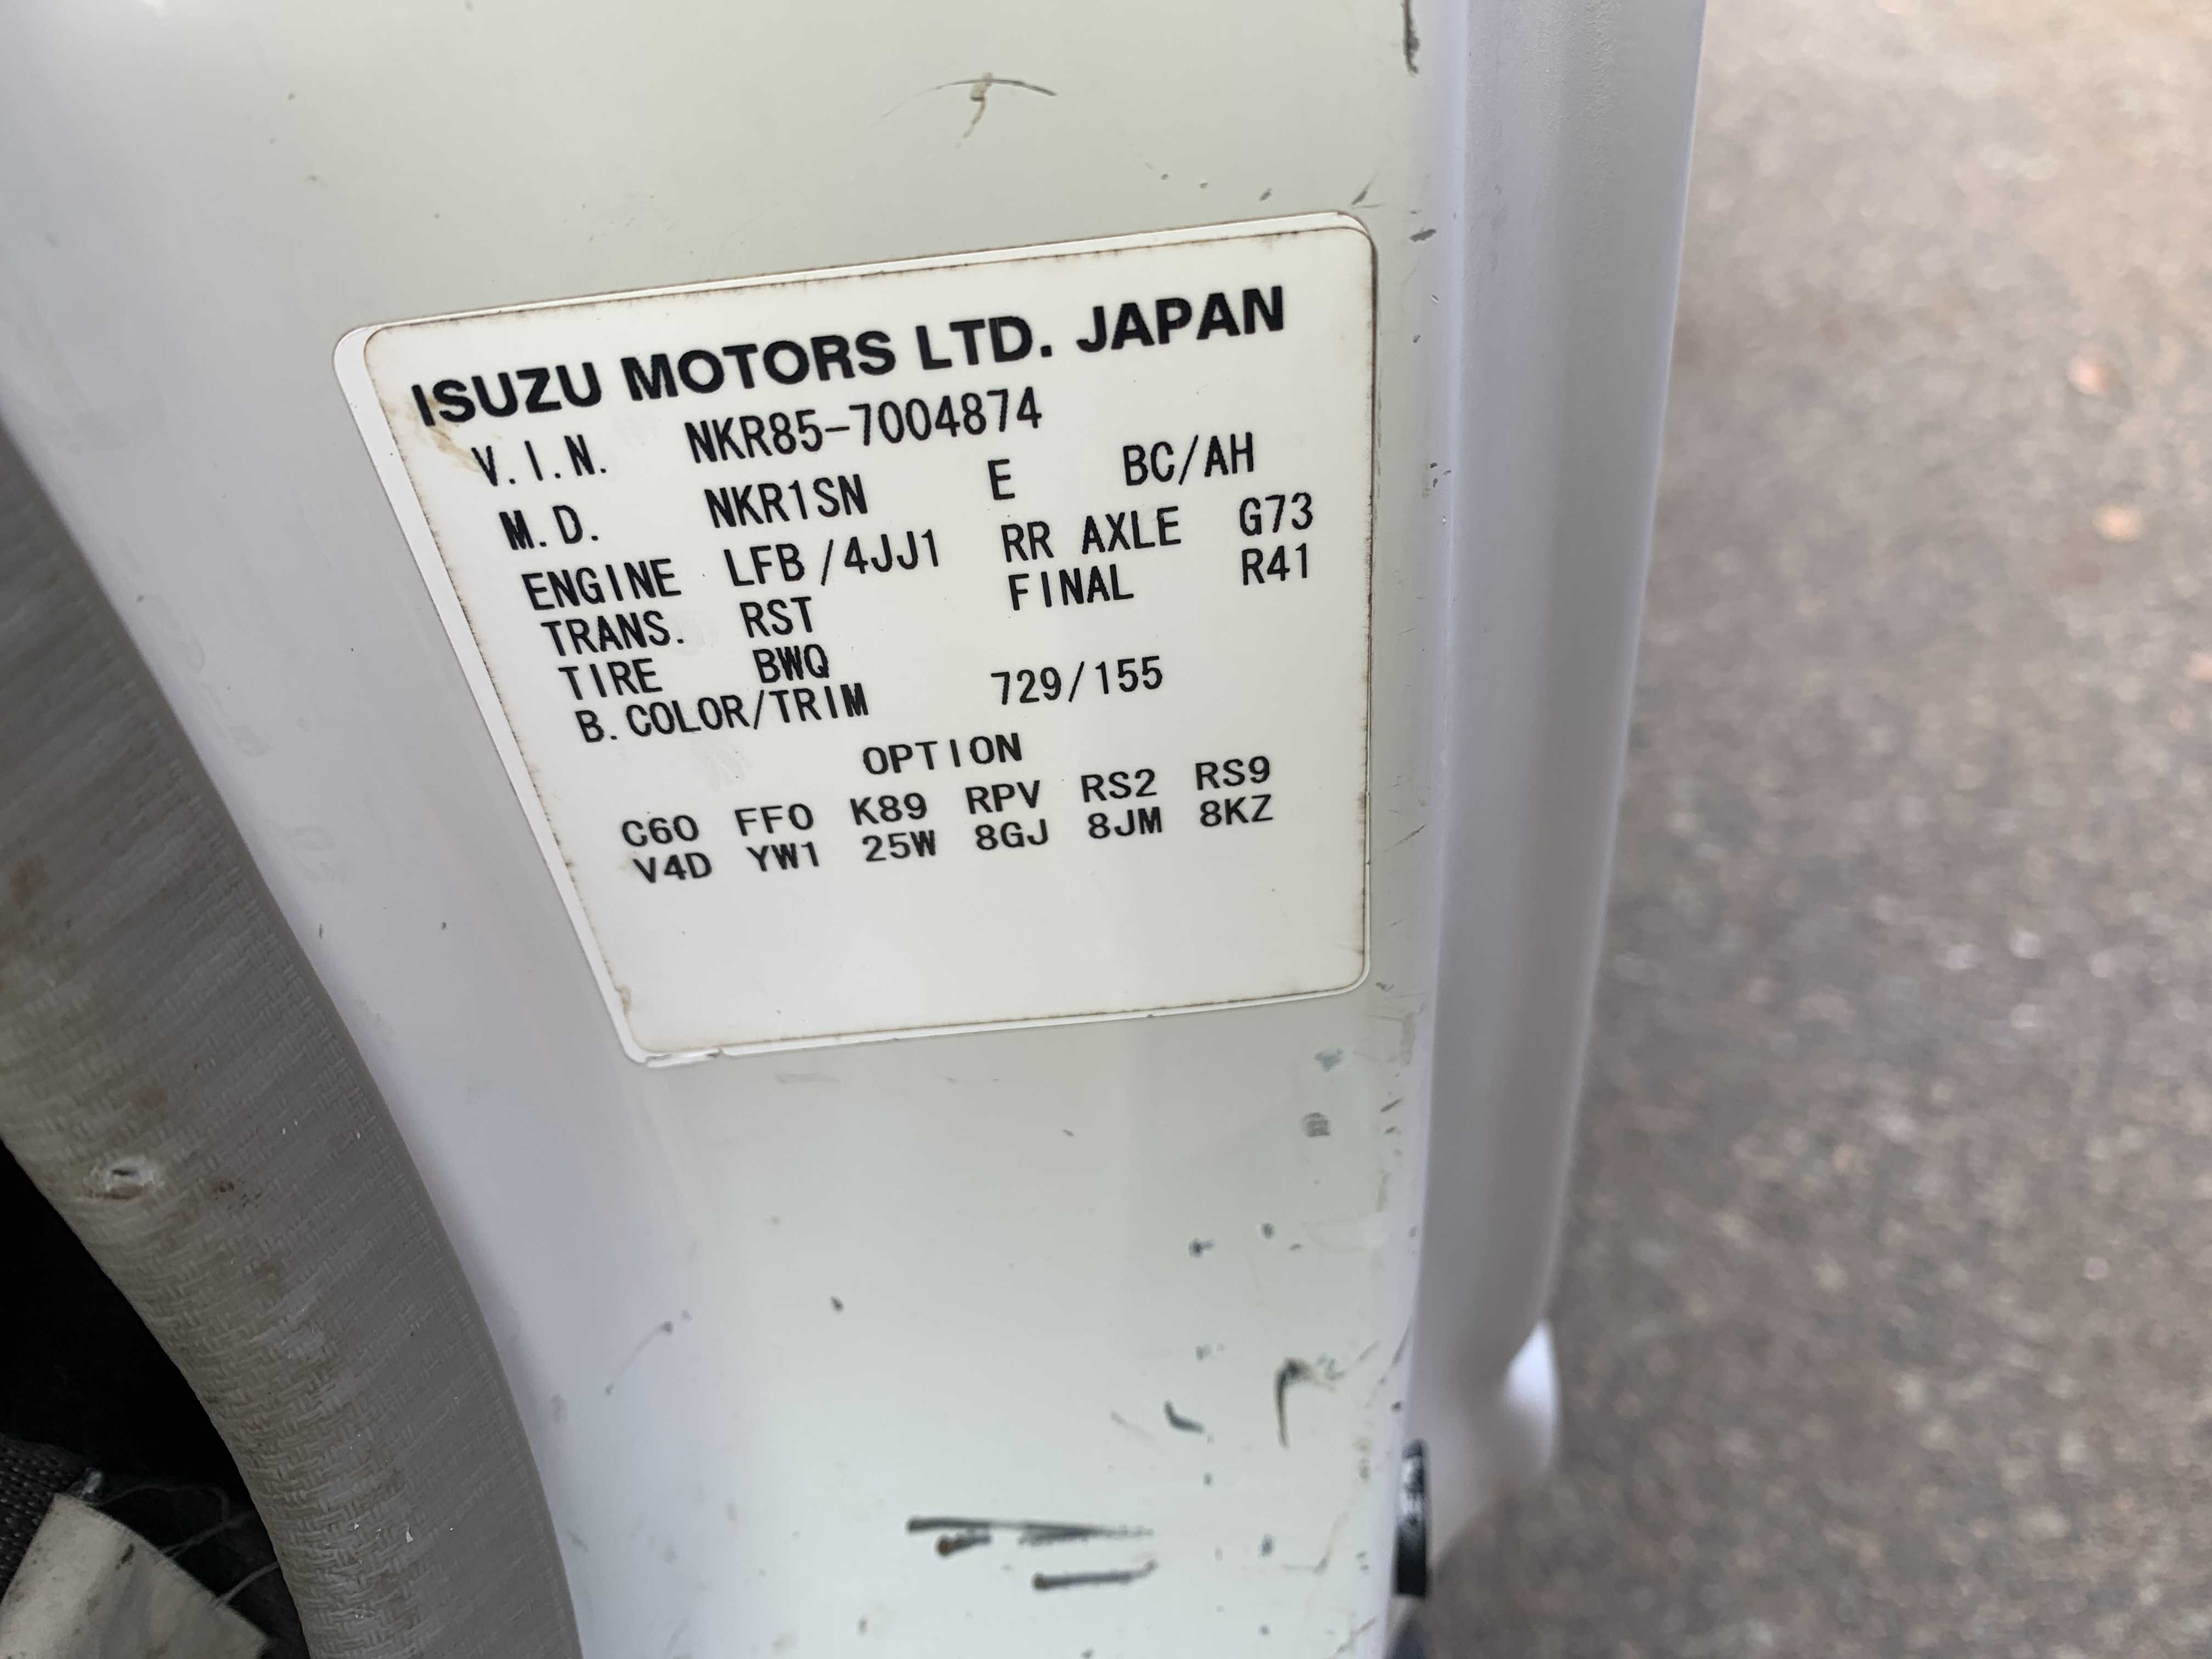 ISUZU MOTORS LTD. JAPAN
V.I.N. NKR85-7004874
M.D. NKR1SN E BC/AH
ENGINE LFB/4JJ1 RR AXLE G73
TRANS. RST FINAL R41
TIRE BWQ
B.COLOR/TRIM 729/155
OPTION
C60 FF0 K89 RPV RS2 RS9
V4D YW1 25W 8GJ 8JM 8KZ